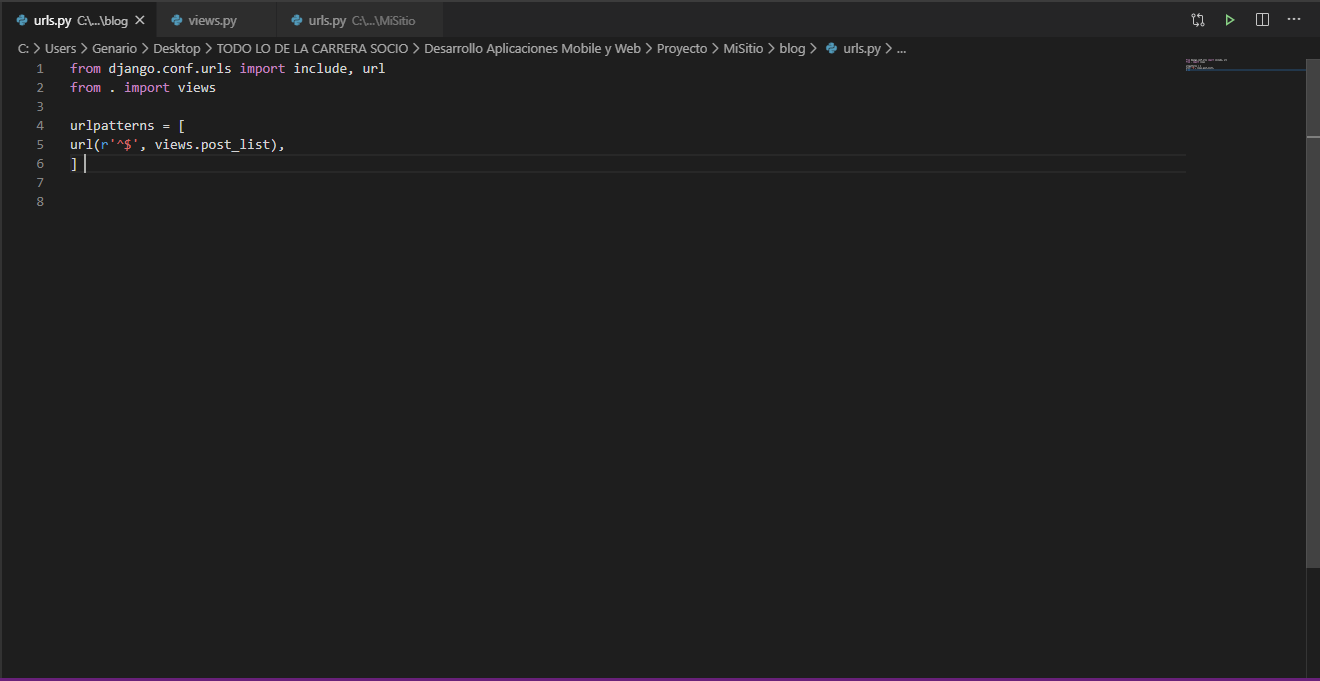 urls.py C:\...\blog views.py urls.py C:\...\MiSitio
C: > Users > Genario > Desktop > TODO LO DE LA CARRERA SOCIO > Desarrollo Aplicaciones Mobile y Web > Proyecto > MiSitio > blog > urls.py > ...
1 from django.conf.urls import include, url
2 from . import views
3
4 urlpatterns = [
5 url(r'^$', views.post_list),
6 ]
7
8